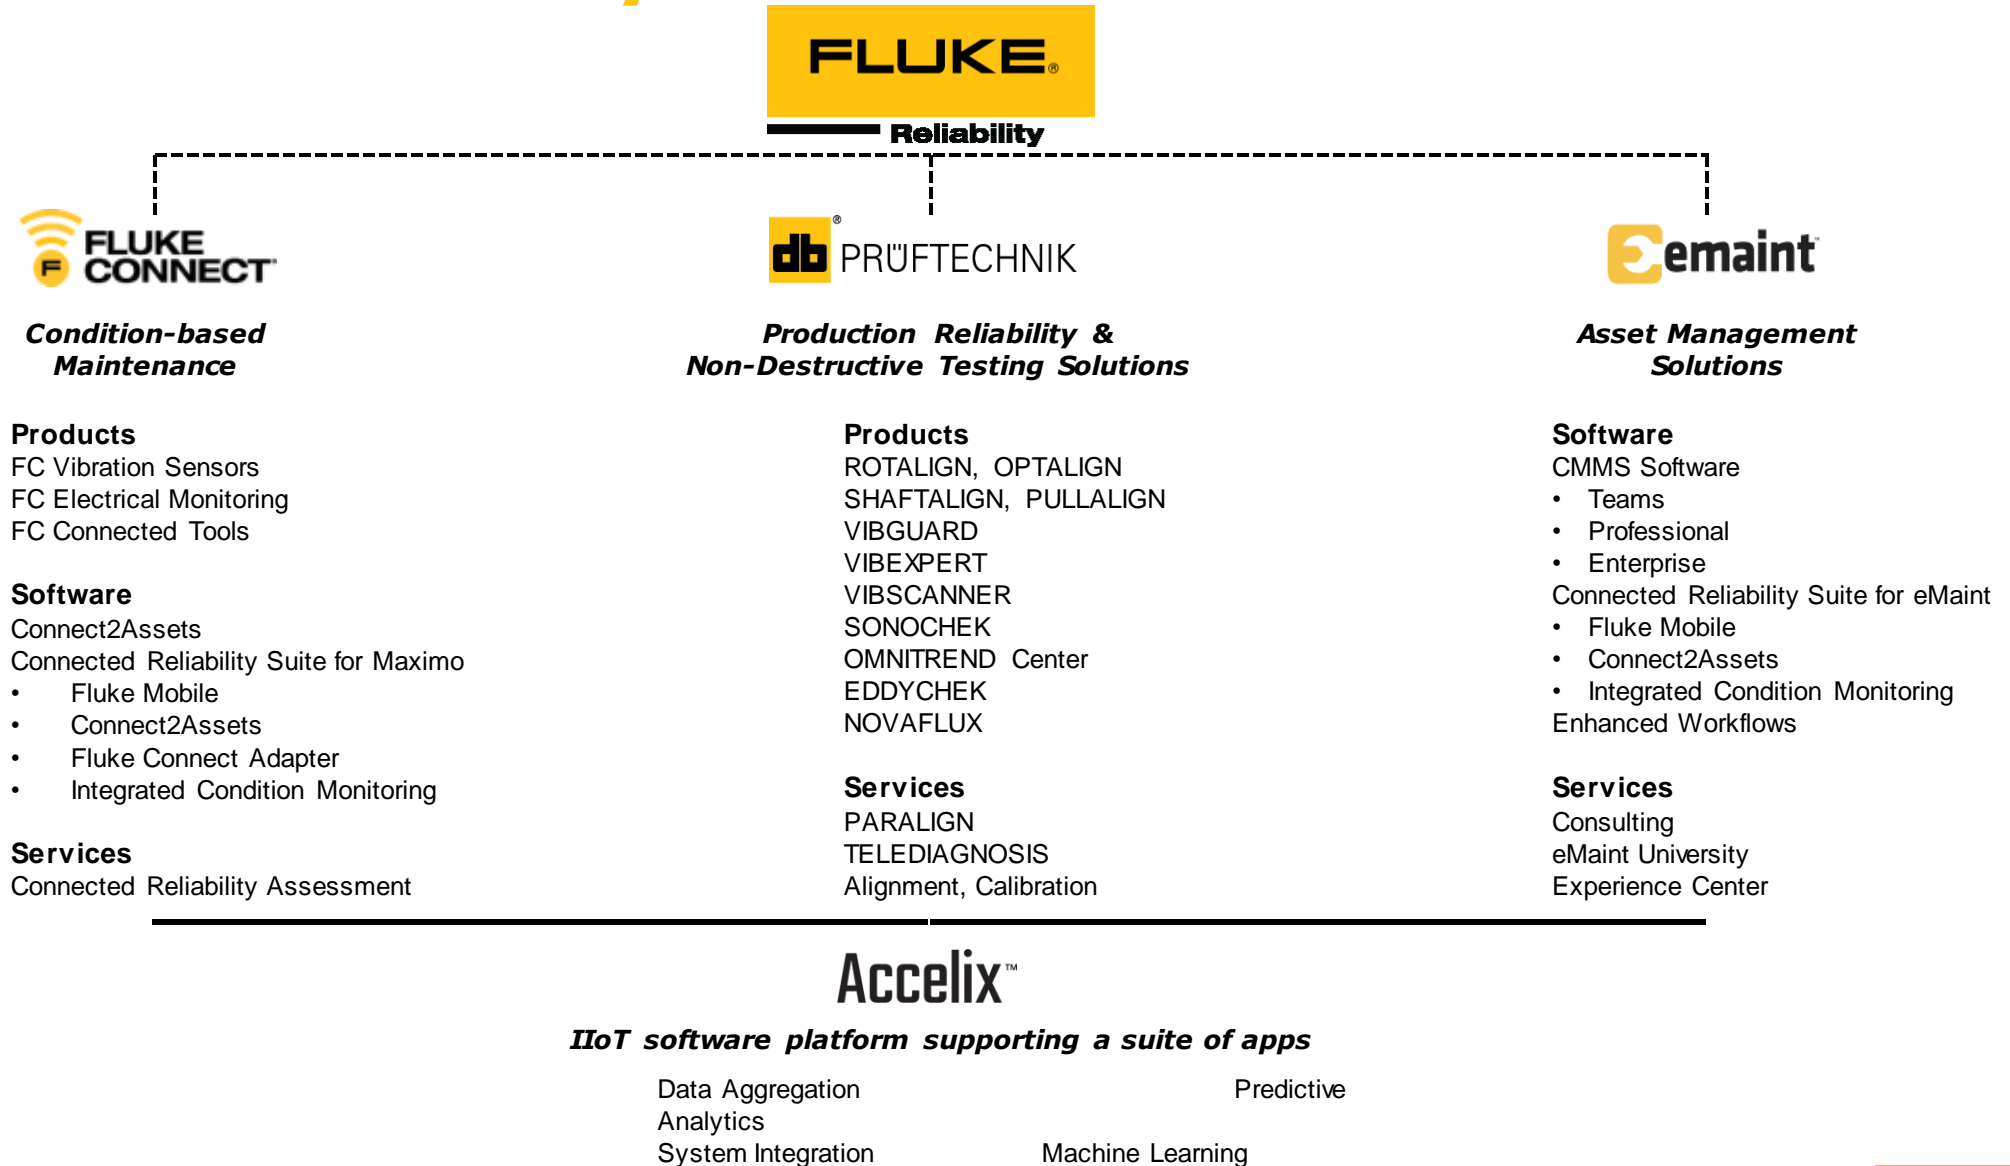 FLUKE®
Reliability
FLUKE
CONNECT™
Condition-based
Maintenance
Products
FC Vibration Sensors
FC Electrical Monitoring
FC Connected Tools
Software
Connect2Assets
Connected Reliability Suite for Maximo
• Fluke Mobile
• Connect2Assets
• Fluke Connect Adapter
• Integrated Condition Monitoring
Services
Connected Reliability Assessment
db® PRÜFTECHNIK
Production Reliability &
Non-Destructive Testing Solutions
Products
ROTALIGN, OPTALIGN
SHAFTALIGN, PULLALIGN
VIBGUARD
VIBEXPERT
VIBSCANNER
SONOCHEK
OMNITREND Center
EDDYCHEK
NOVAFLUX
Services
PARALIGN
TELEDIAGNOSIS
Alignment, Calibration
emaint™
Asset Management
Solutions
Software
CMMS Software
• Teams
• Professional
• Enterprise
Connected Reliability Suite for eMaint
• Fluke Mobile
• Connect2Assets
• Integrated Condition Monitoring
Enhanced Workflows
Services
Consulting
eMaint University
Experience Center
Accelix™
IIoT software platform supporting a suite of apps
Data Aggregation Predictive
Analytics
System Integration Machine Learning